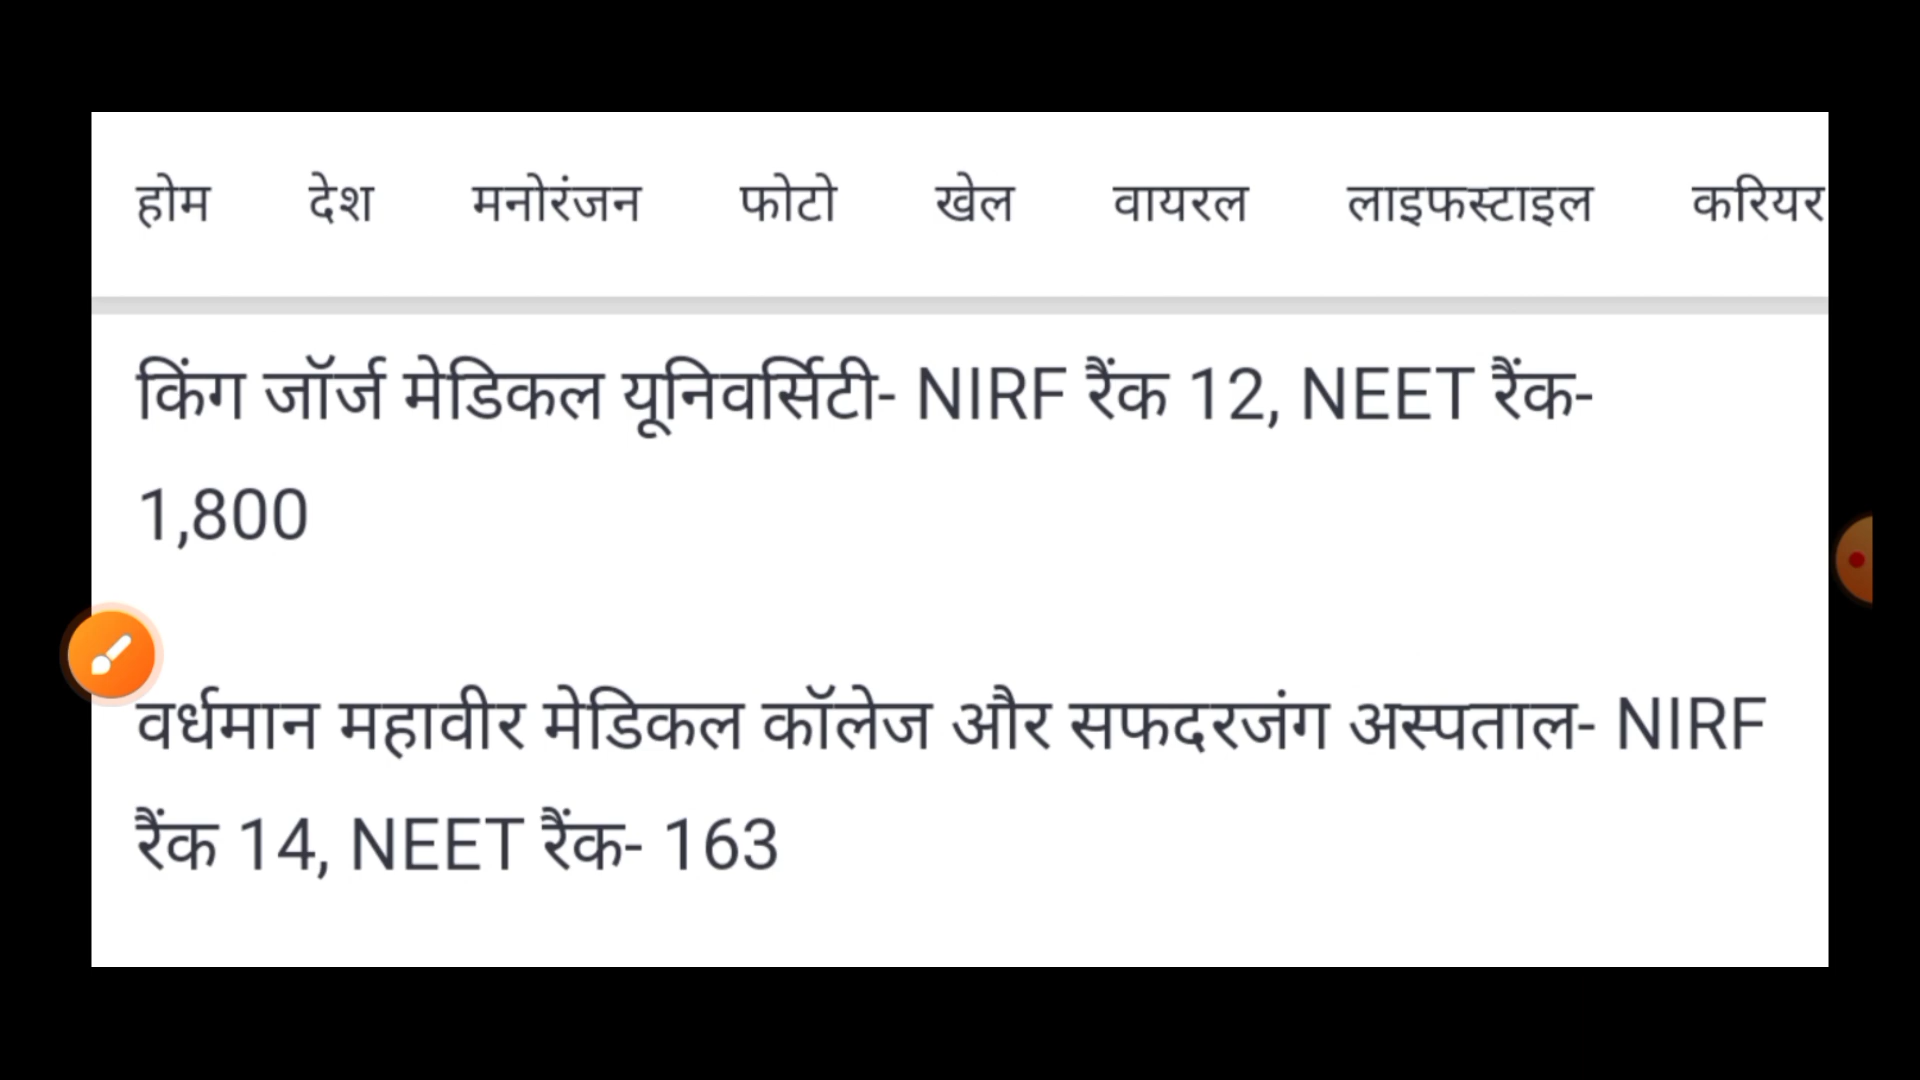 होम देश मनोरंजन फोटो खेल वायरल लाइफस्टाइल करियर
किंग जॉर्ज मेडिकल यूनिवर्सिटी- NIRF रैंक 12, NEET रैंक-
1,800
वर्धमान महावीर मेडिकल कॉलेज और सफदरजंग अस्पताल- NIRF
रैंक 14, NEET रैंक- 163